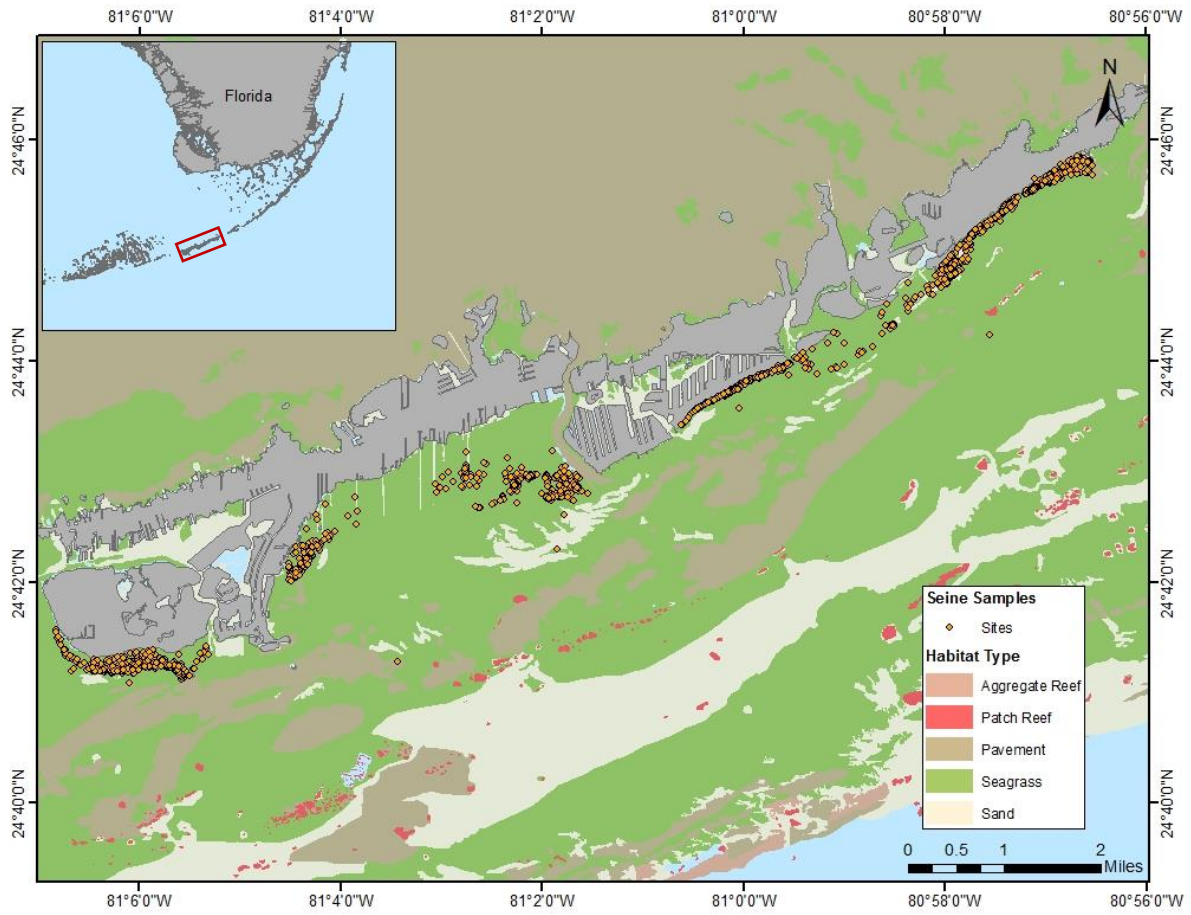 81°6'0"W 81°4'0"W 81°2'0"W 81°0'0"W 80°58'0"W 80°56'0"W
Florida
N
24°46'0"N 24°46'0"N
24°44'0"N 24°44'0"N
24°42'0"N 24°42'0"N
24°40'0"N 24°40'0"N
Seine Samples
Sites
Habitat Type
Aggregate Reef
Patch Reef
Pavement
Seagrass
Sand
0 0.5 1 2
Miles
81°6'0"W 81°4'0"W 81°2'0"W 81°0'0"W 80°58'0"W 80°56'0"W